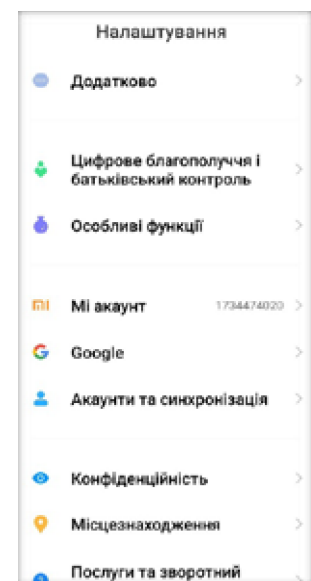 Налаштування
Додатково
Цифрове благополуччя і
батьківський контроль
Особливі функції
Mi акаунт 1734474020
Google
Акаунти та синхронізація
Конфіденційність
Місцезнаходження
Послуги та зворотний